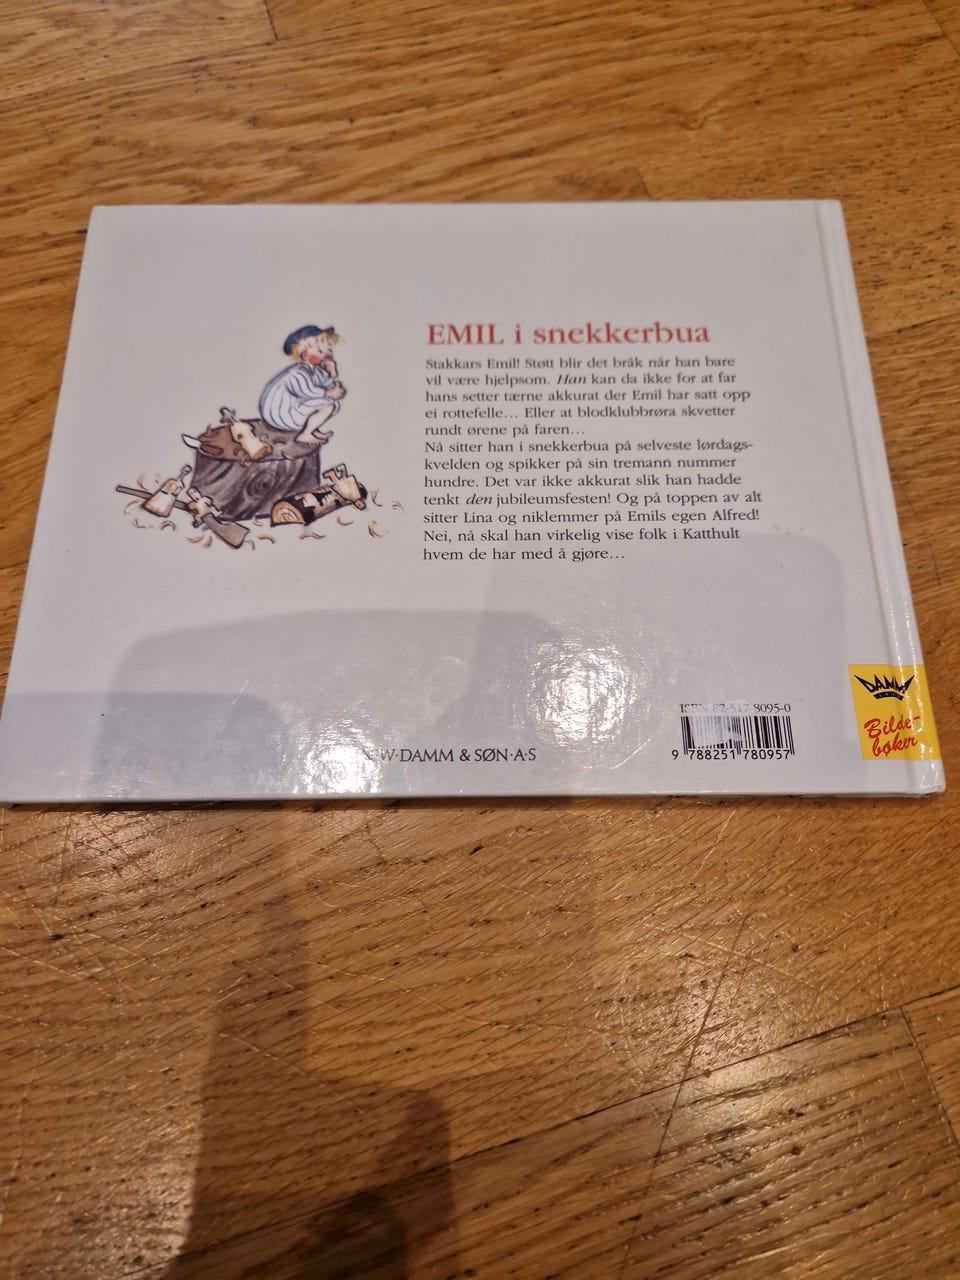 EMIL i snekkerbua
Stakkars Emil! Støtt blir det bråk når han bare
vil være hjelpsom. Han kan da ikke for at far
hans setter tærne akkurat der Emil har satt opp
ei rottefelle... Eller at blodklubbrøra skvetter
rundt ørene på faren...
Nå sitter han i snekkerbua på selveste lørdags-
kvelden og spikker på sin tremann nummer
hundre. Det var ikke akkurat slik han hadde
tenkt den jubileumsfesten! Og på toppen av alt
sitter Lina og niklemmer på Emils egen Alfred!
Nei, nå skal han virkelig vise folk i Katthult
hvem de har med å gjøre...
DAMM
Bilde-
bøker
ISBN 82-517-8095-0
9 788251 780957
W·DAMM & SØN·A·S